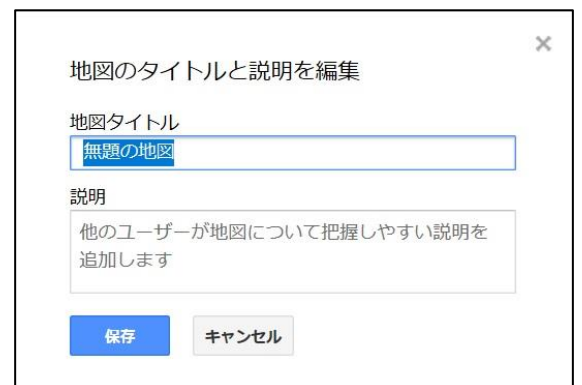 地図のタイトルと説明を編集
地図タイトル
無題の地図
説明
他のユーザーが地図について把握しやすい説明を
追加します
保存 キャンセル